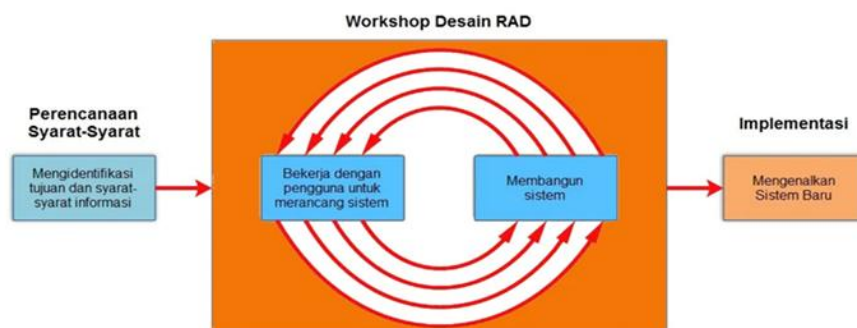 Workshop Desain RAD
Perencanaan
Syarat-Syarat
Mengidentifikasi
tujuan dan syarat-
syarat informasi
Bekerja dengan
pengguna untuk
merancang sistem
Membangun
sistem
Implementasi
Mengenalkan
Sistem Baru